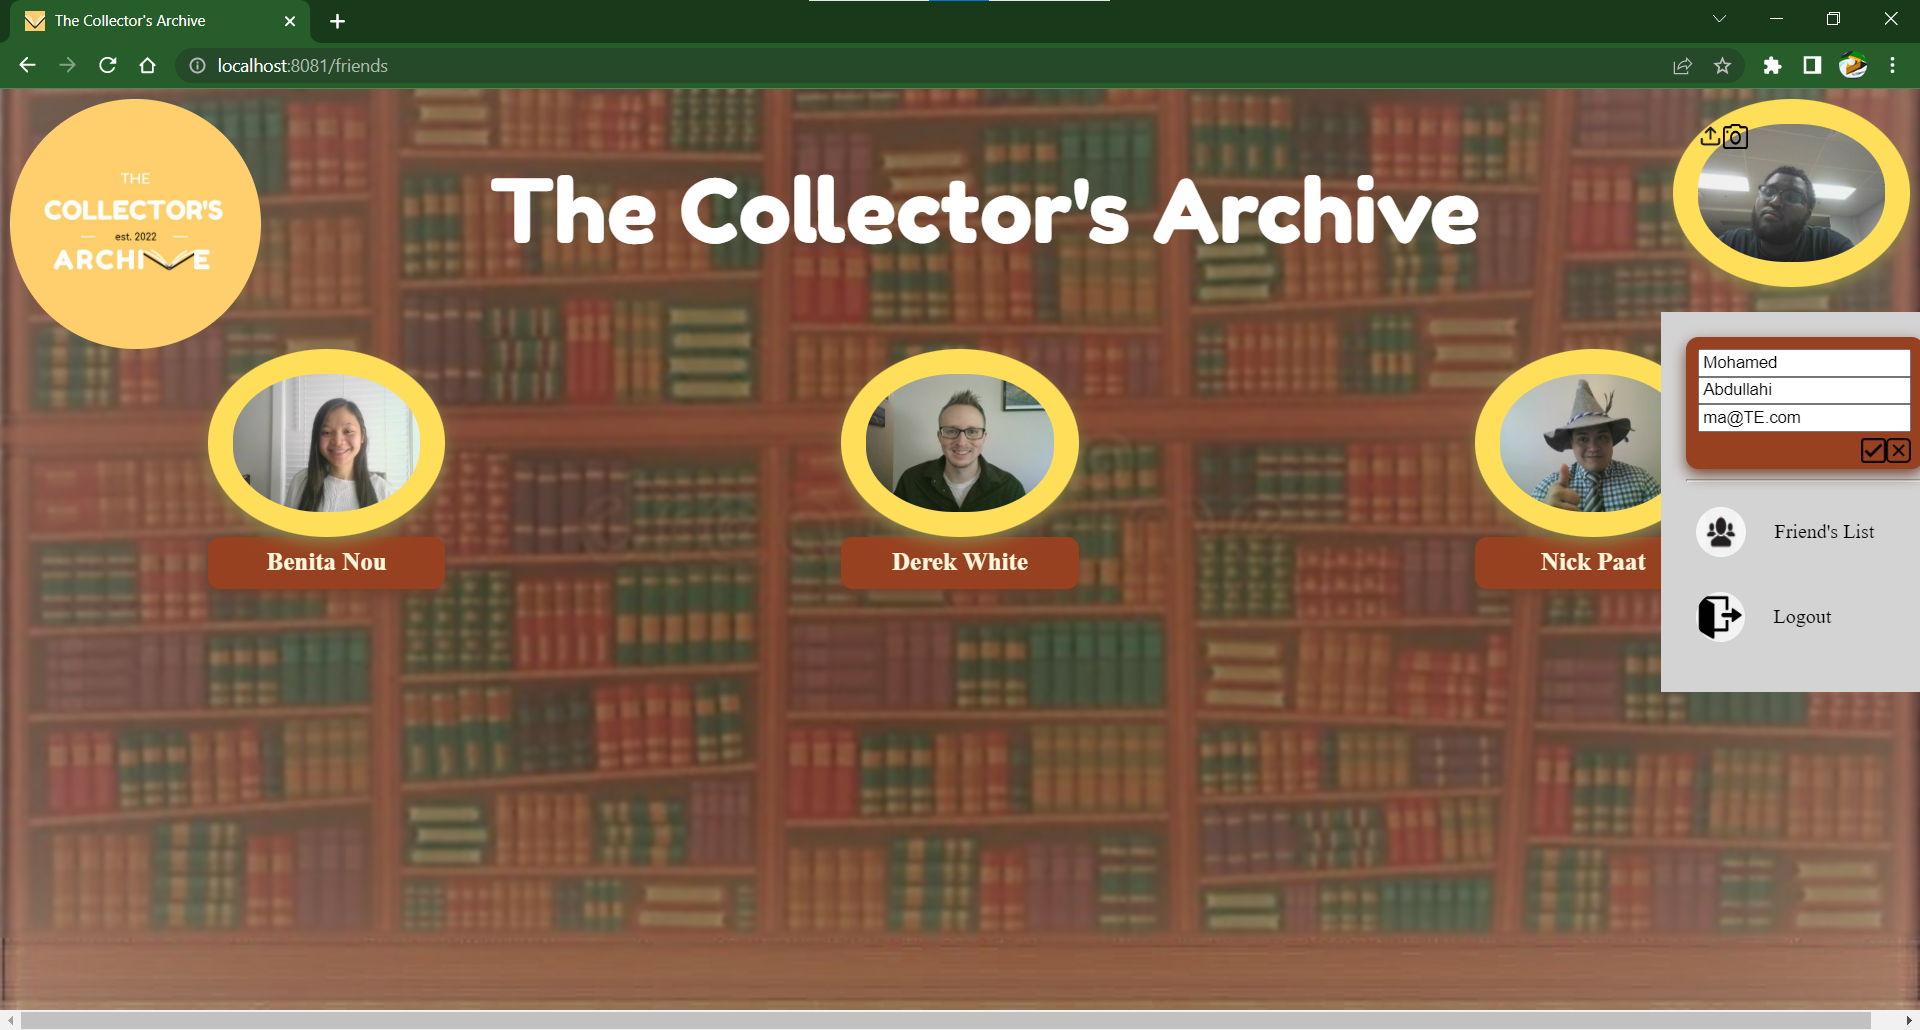 The Collector's Archive
localhost:8081/friends
THE
COLLECTOR'S
est. 2022
ARCHIVE
The Collector's Archive
Mohamed
Abdullahi
ma@TE.com
Benita Nou
Derek White
Nick Paat
Friend's List
Logout